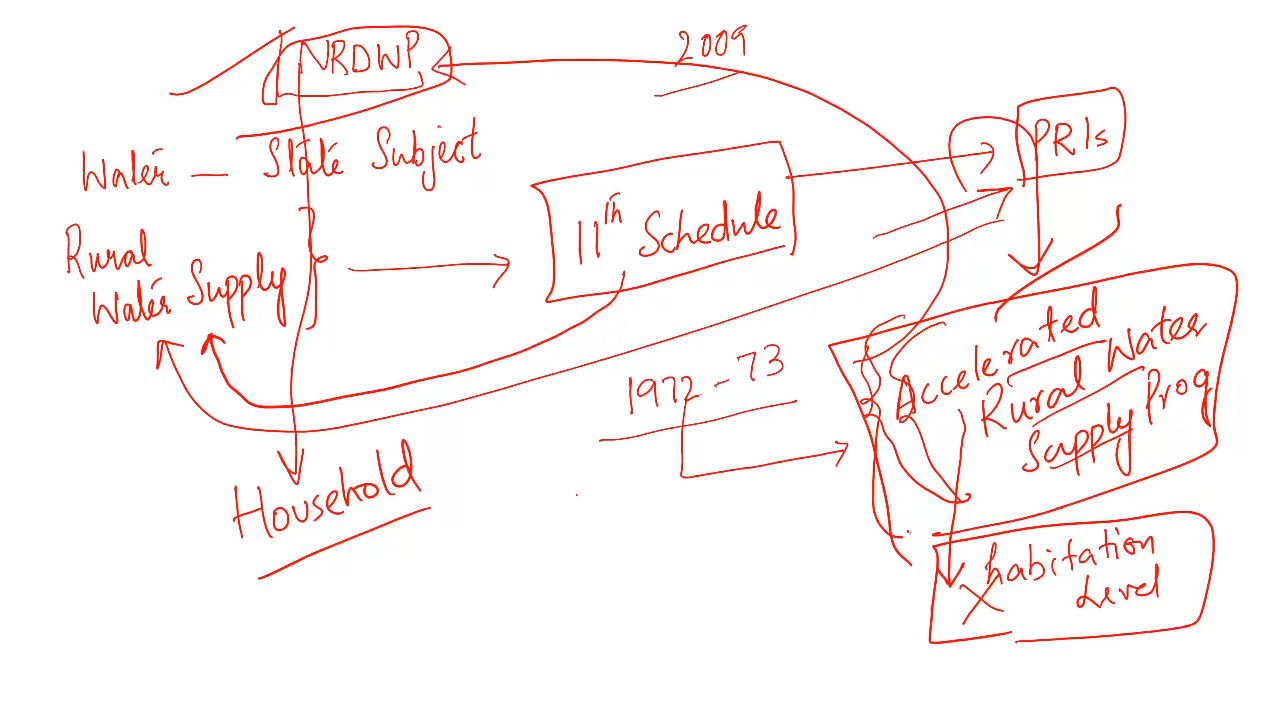 NRDWP
2009
PRIs
Water — State Subject
11th Schedule
Rural
Water Supply
Accelerated
Rural Water
Supply Prog
1972-73
Household
habitation
Level